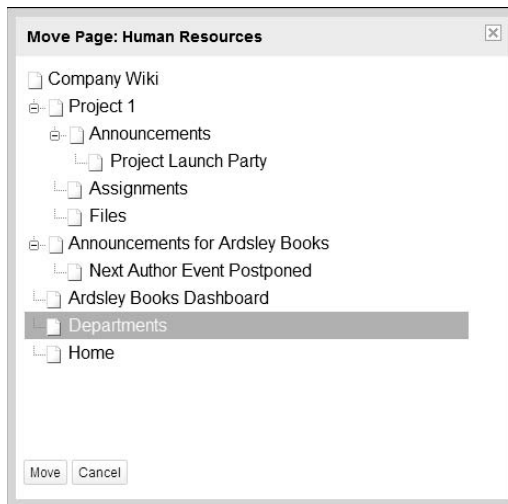 Move Page: Human Resources
Company Wiki
Project 1
Announcements
Project Launch Party
Assignments
Files
Announcements for Ardsley Books
Next Author Event Postponed
Ardsley Books Dashboard
Departments
Home
Move Cancel